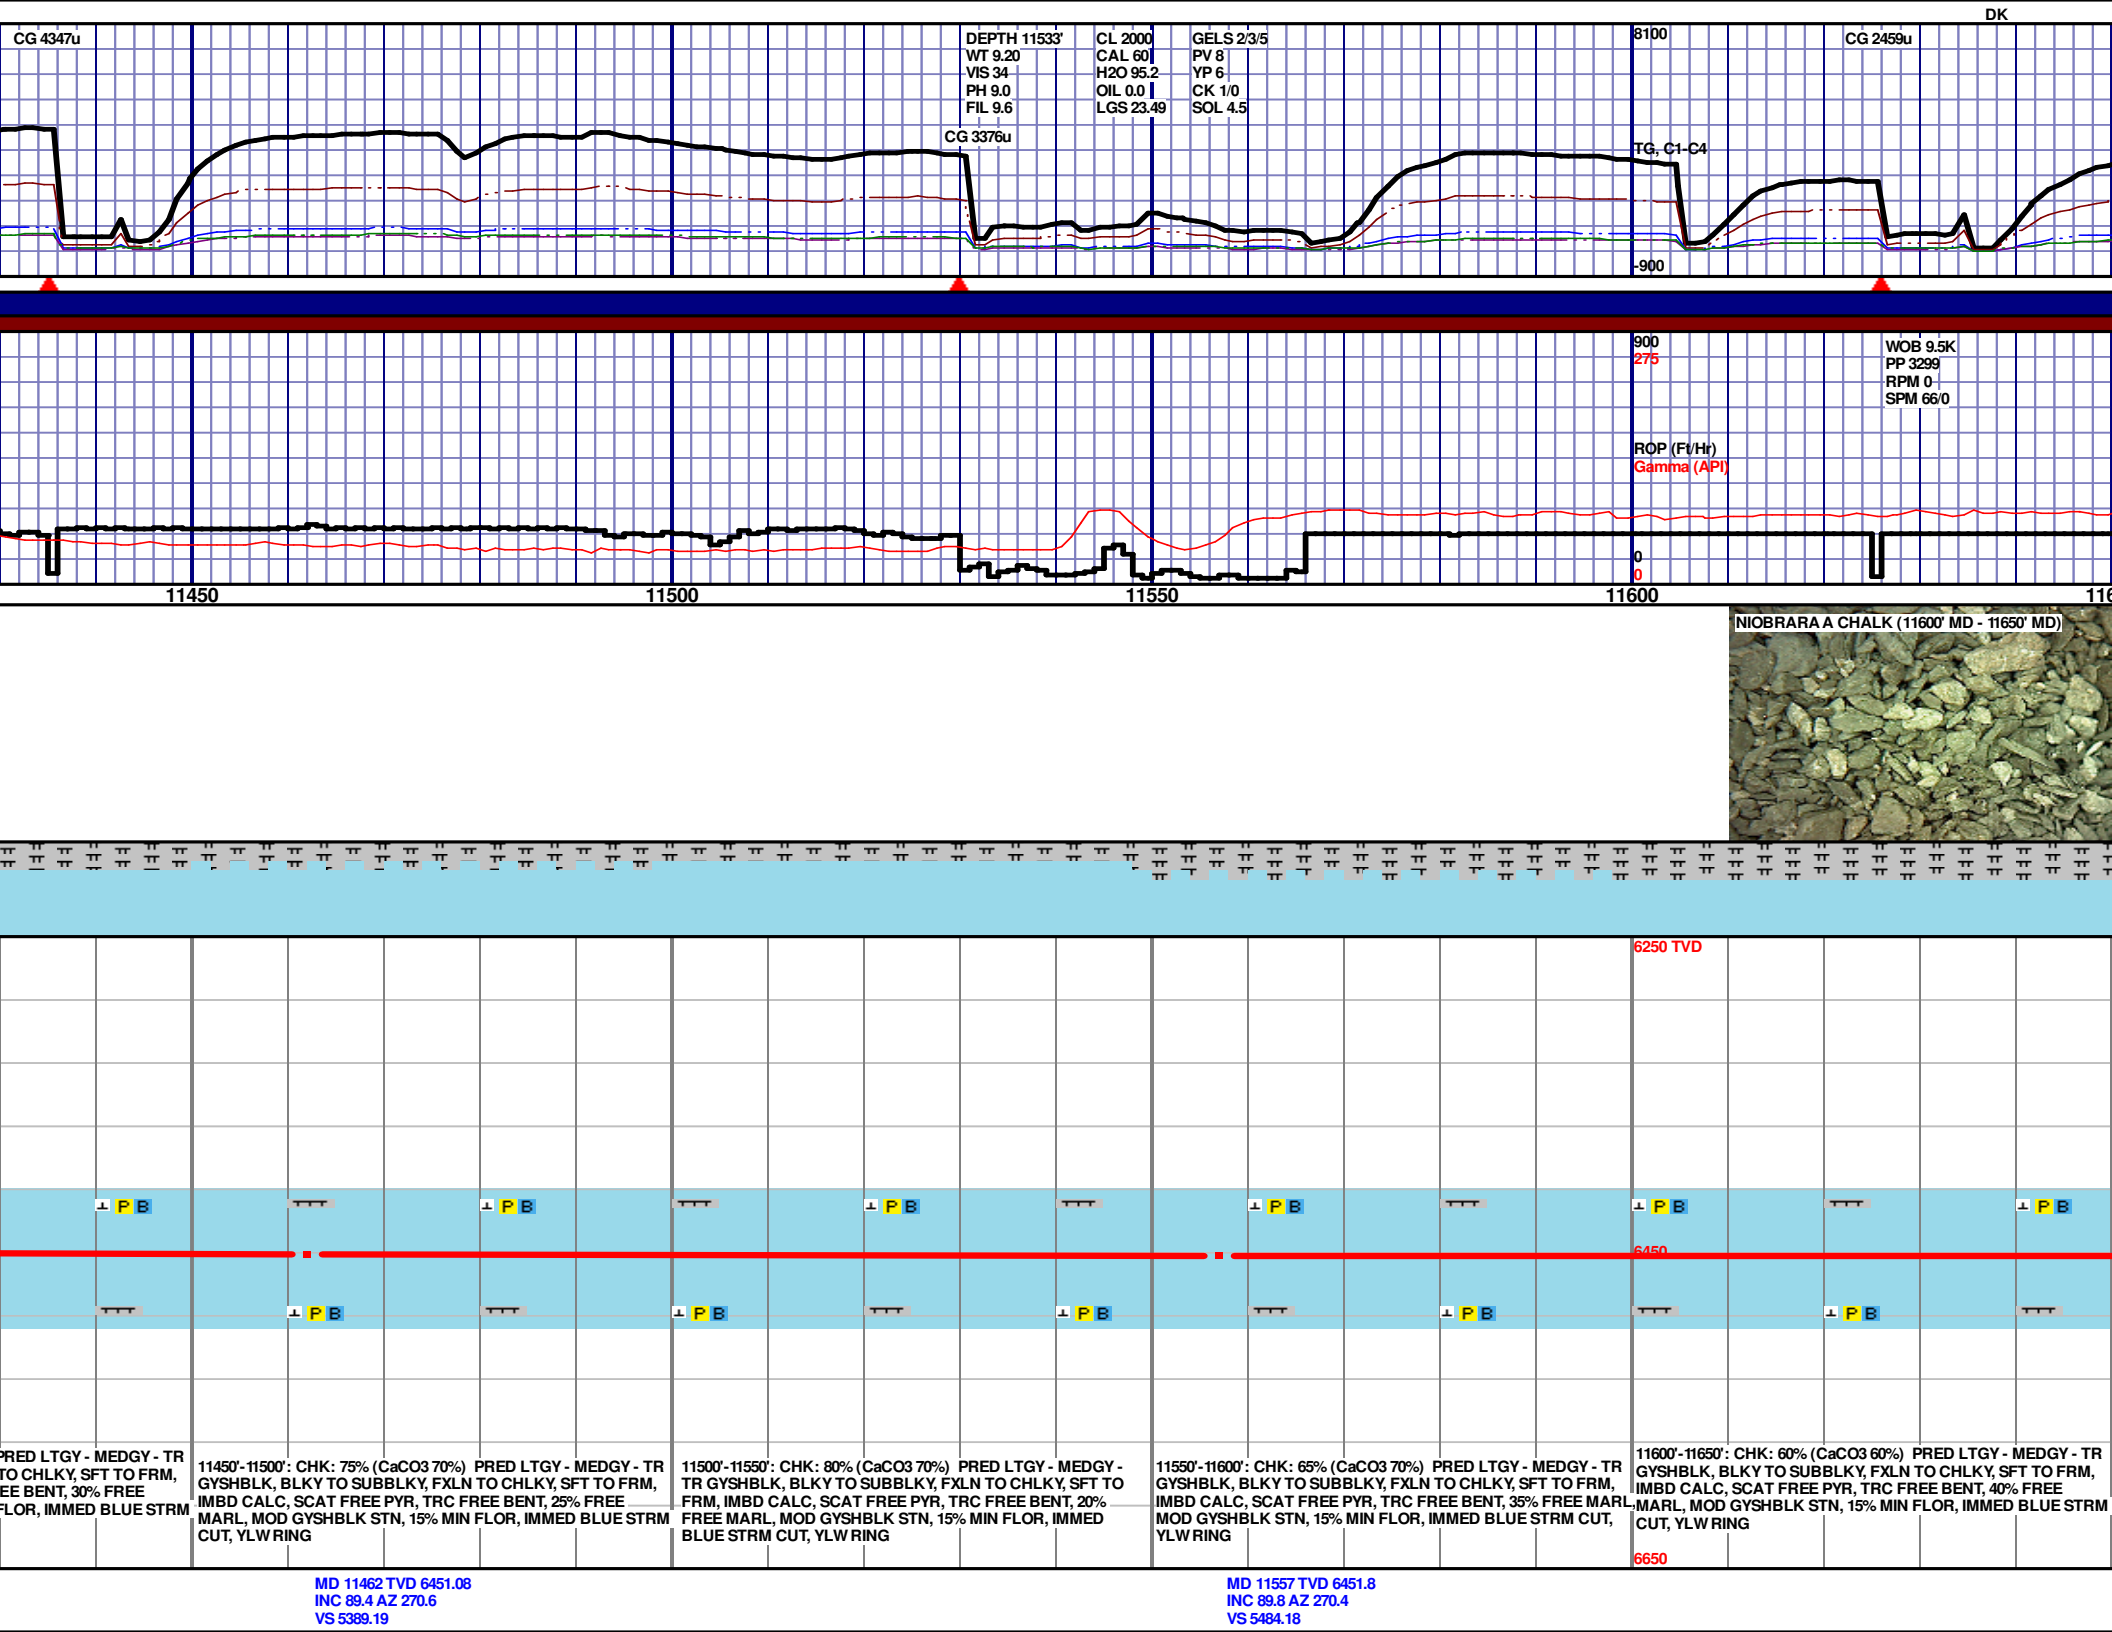 DK
CG 4347u
DEPTH 11533' CL 2000 GELS 2/3/5
WT 9.20 CAL 60 PV 8
VIS 34 H2O 95.2 YP 6
PH 9.0 OIL 0.0 CK 1/0
FIL 9.6 LGS 23.49 SOL 4.5
CG 3376u
8100
CG 2459u
TG, C1-C4
-900
900
275
WOB 9.5K
PP 3299
RPM 0
SPM 66/0
ROP (Ft/Hr)
Gamma (API)
0
0
11450 11500 11550 11600 116
NIOBRARA A CHALK (11600' MD - 11650' MD)
6250 TVD
P B P B P B P B P B P B
6450
P B P B P B P B P B
PRED LTGY - MEDGY - TR
TO CHLKY, SFT TO FRM,
EE BENT, 30% FREE
FLOR, IMMED BLUE STRM
11450'-11500': CHK: 75% (CaCO3 70%) PRED LTGY - MEDGY - TR
GYSHBLK, BLKY TO SUBBLKY, FXLN TO CHLKY, SFT TO FRM,
IMBD CALC, SCAT FREE PYR, TRC FREE BENT, 25% FREE
MARL, MOD GYSHBLK STN, 15% MIN FLOR, IMMED BLUE STRM
CUT, YLW RING
11500'-11550': CHK: 80% (CaCO3 70%) PRED LTGY - MEDGY -
TR GYSHBLK, BLKY TO SUBBLKY, FXLN TO CHLKY, SFT TO
FRM, IMBD CALC, SCAT FREE PYR, TRC FREE BENT, 20%
FREE MARL, MOD GYSHBLK STN, 15% MIN FLOR, IMMED
BLUE STRM CUT, YLW RING
11550'-11600': CHK: 65% (CaCO3 70%) PRED LTGY - MEDGY - TR
GYSHBLK, BLKY TO SUBBLKY, FXLN TO CHLKY, SFT TO FRM,
IMBD CALC, SCAT FREE PYR, TRC FREE BENT, 35% FREE MARL,
MOD GYSHBLK STN, 15% MIN FLOR, IMMED BLUE STRM CUT,
YLW RING
11600'-11650': CHK: 60% (CaCO3 60%) PRED LTGY - MEDGY - TR
GYSHBLK, BLKY TO SUBBLKY, FXLN TO CHLKY, SFT TO FRM,
IMBD CALC, SCAT FREE PYR, TRC FREE BENT, 40% FREE
MARL, MOD GYSHBLK STN, 15% MIN FLOR, IMMED BLUE STRM
CUT, YLW RING
6650
MD 11462 TVD 6451.08
INC 89.4 AZ 270.6
VS 5389.19
MD 11557 TVD 6451.8
INC 89.8 AZ 270.4
VS 5484.18